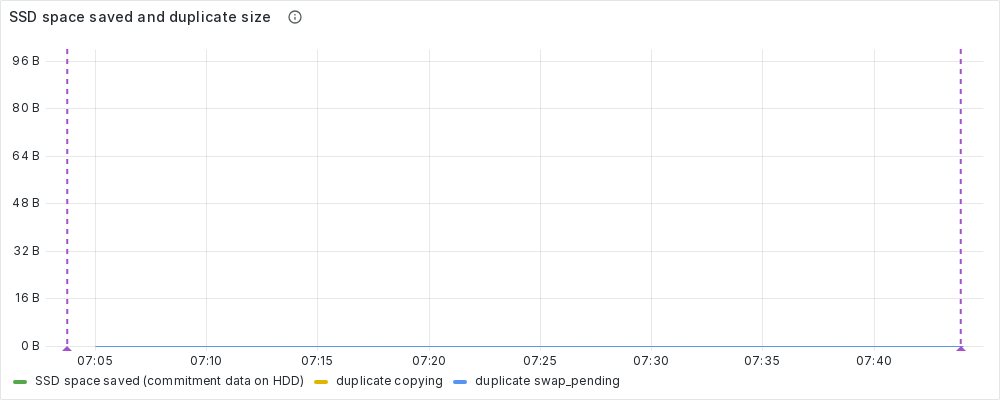 SSD space saved and duplicate size
96 B
80 B
64 B
48 B
32 B
16 B
0 B
07:05 07:10 07:15 07:20 07:25 07:30 07:35 07:40
SSD space saved (commitment data on HDD) duplicate copying duplicate swap_pending